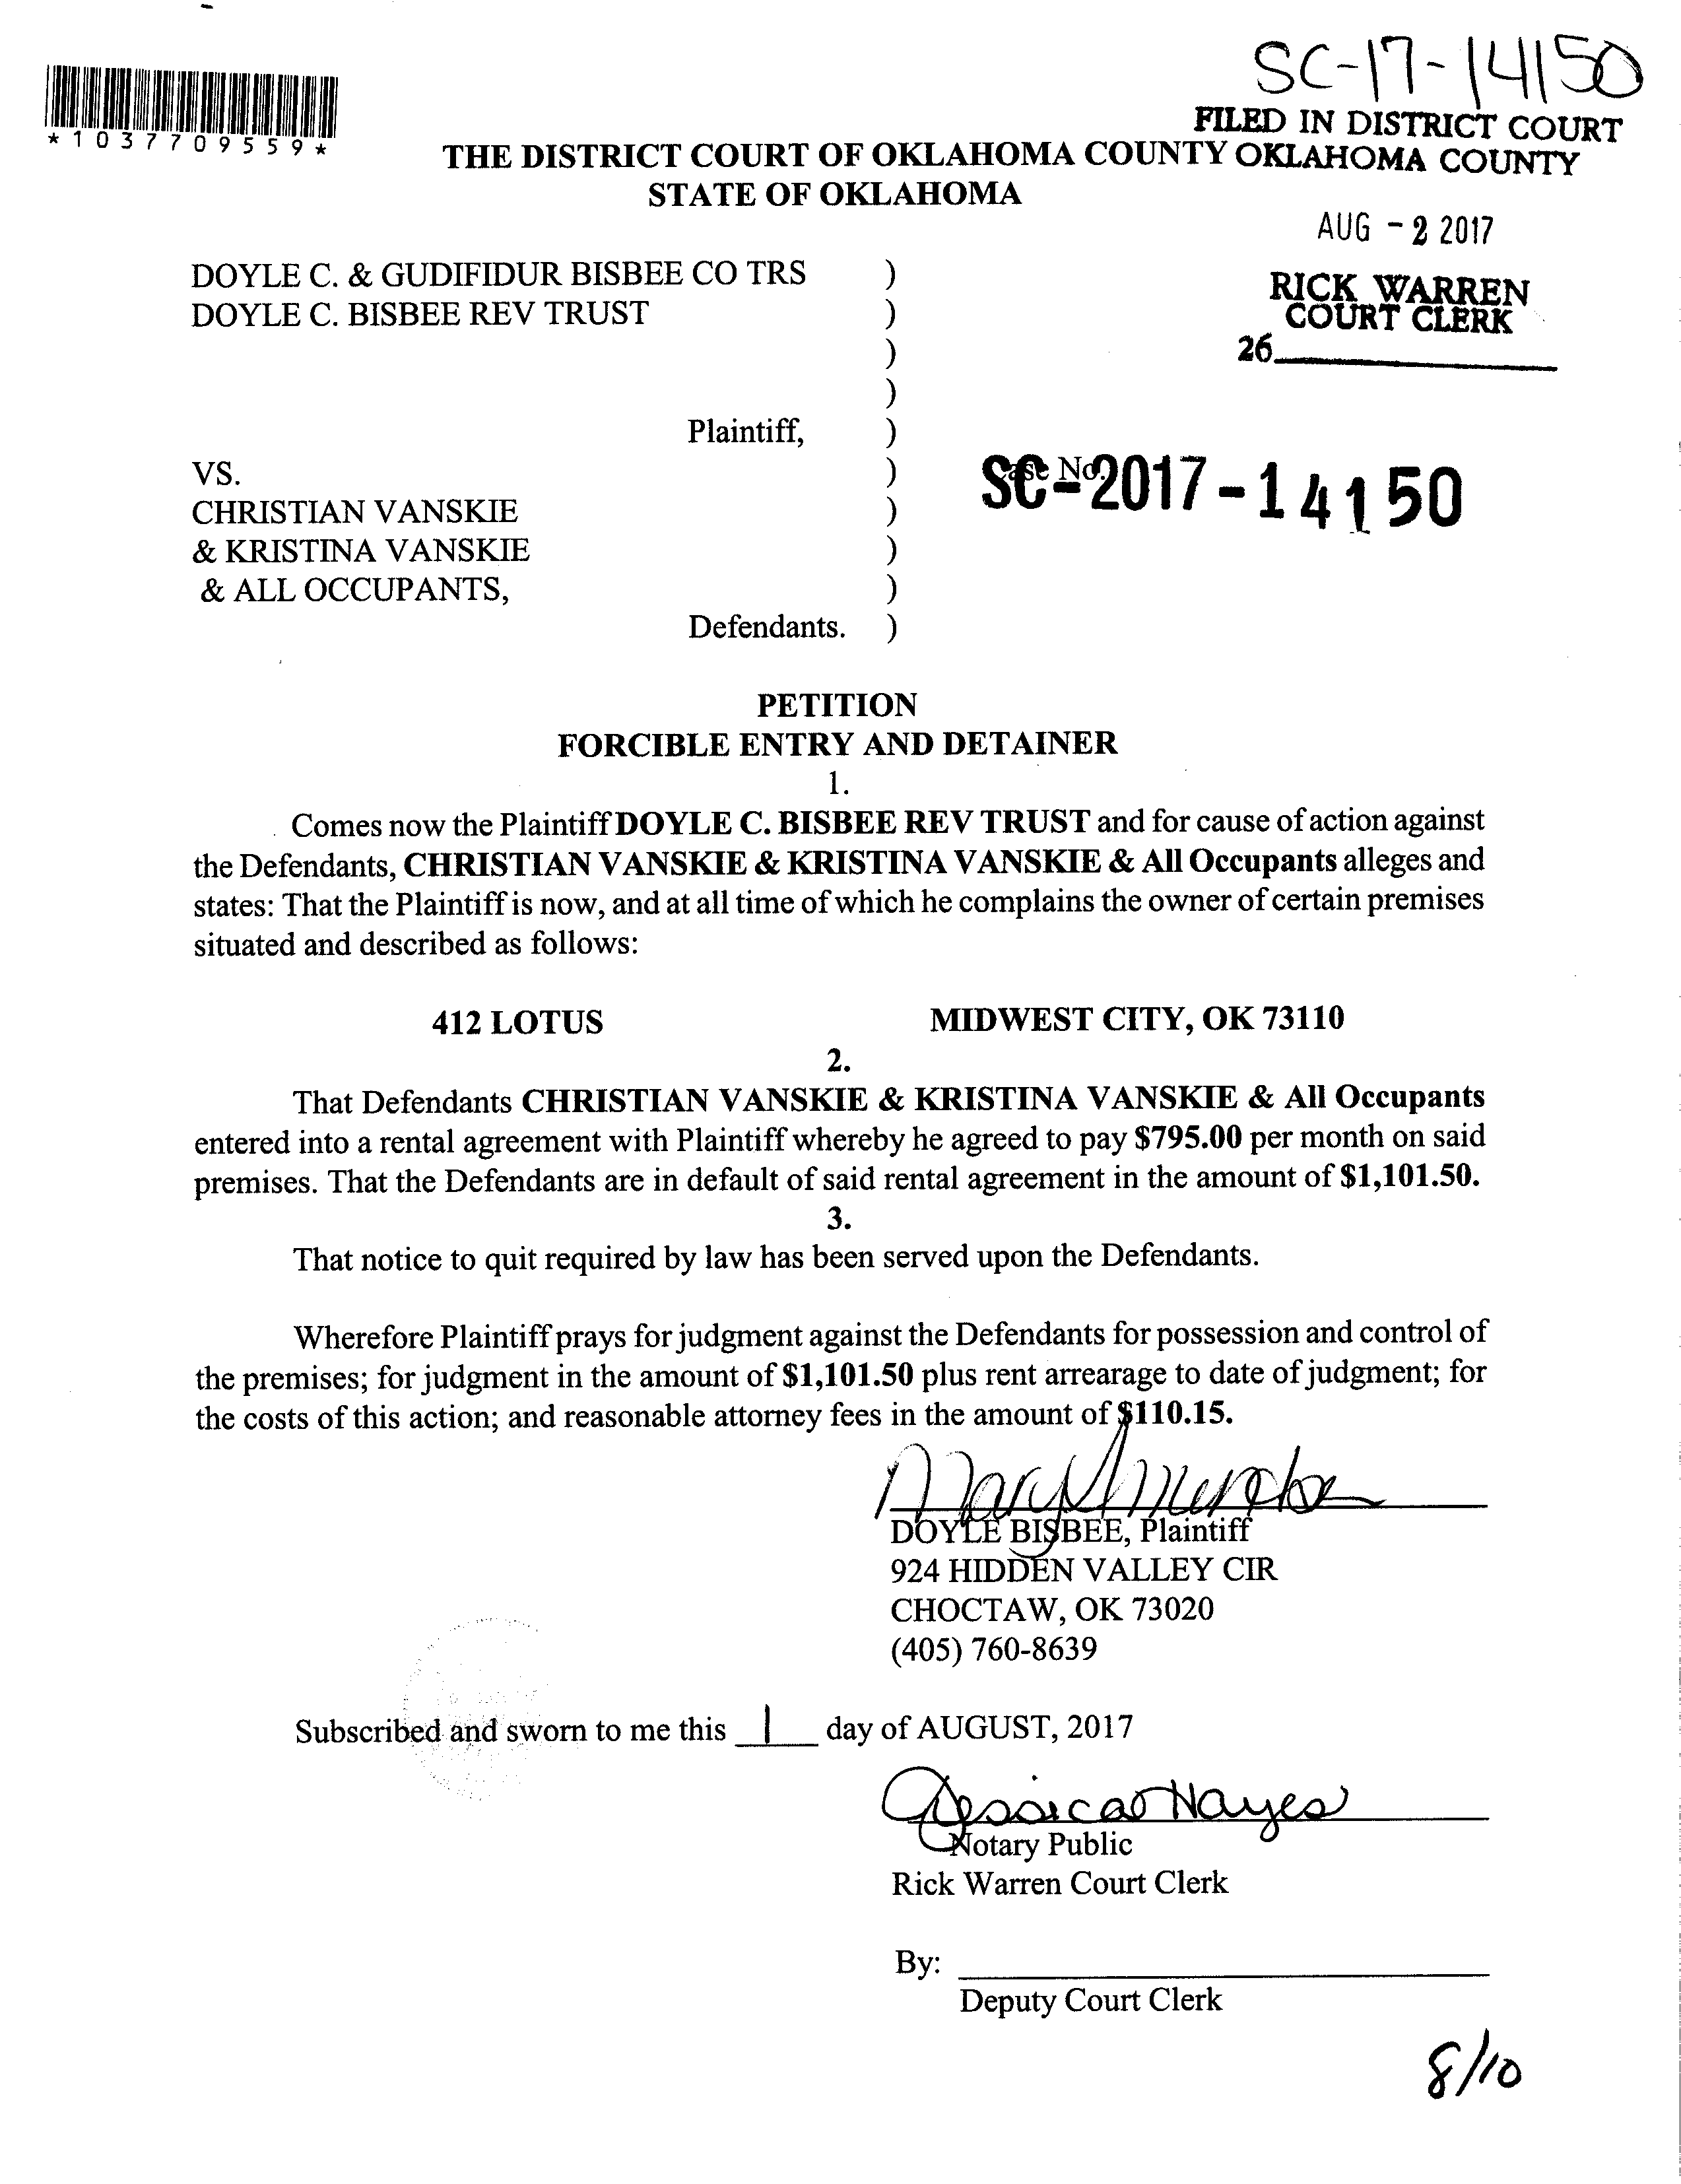 SC-17-14150
*1037709559*
FILED IN DISTRICT COURT
OKLAHOMA COUNTY
THE DISTRICT COURT OF OKLAHOMA COUNTY
STATE OF OKLAHOMA
AUG - 2 2017
RICK WARREN
COURT CLERK
26
DOYLE C. & GUDIFIDUR BISBEE CO TRS )
DOYLE C. BISBEE REV TRUST )
)
)
Plaintiff, )
VS. )
Case No.
SC-2017-14150
CHRISTIAN VANSKIE )
& KRISTINA VANSKIE )
& ALL OCCUPANTS, )
Defendants. )
PETITION
FORCIBLE ENTRY AND DETAINER
1.
Comes now the Plaintiff DOYLE C. BISBEE REV TRUST and for cause of action against
the Defendants, CHRISTIAN VANSKIE & KRISTINA VANSKIE & All Occupants alleges and
states: That the Plaintiff is now, and at all time of which he complains the owner of certain premises
situated and described as follows:
412 LOTUS MIDWEST CITY, OK 73110
2.
That Defendants CHRISTIAN VANSKIE & KRISTINA VANSKIE & All Occupants
entered into a rental agreement with Plaintiff whereby he agreed to pay $795.00 per month on said
premises. That the Defendants are in default of said rental agreement in the amount of $1,101.50.
3.
That notice to quit required by law has been served upon the Defendants.
Wherefore Plaintiff prays for judgment against the Defendants for possession and control of
the premises; for judgment in the amount of $1,101.50 plus rent arrearage to date of judgment; for
the costs of this action; and reasonable attorney fees in the amount of $110.15.
DOYLE BISBEE, Plaintiff
924 HIDDEN VALLEY CIR
CHOCTAW, OK 73020
(405) 760-8639
Subscribed and sworn to me this 1 day of AUGUST, 2017
Jessica Hayes
Notary Public
Rick Warren Court Clerk
By:
Deputy Court Clerk
8/10